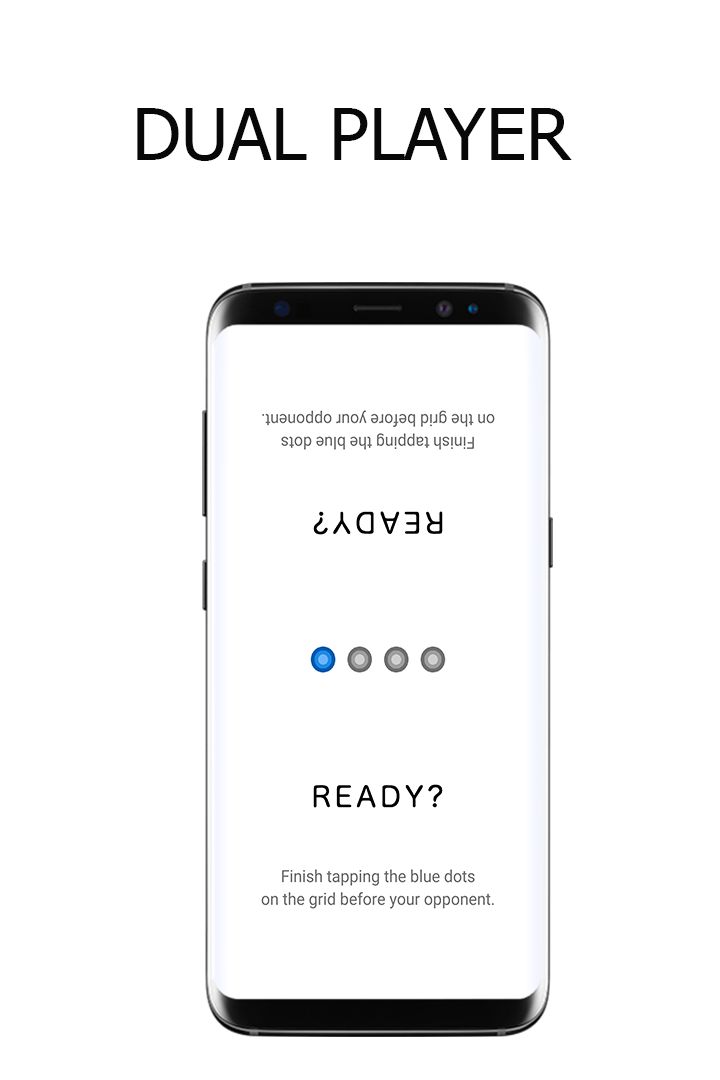 DUAL PLAYER
on the grid before your opponent.
Finish tapping the blue dots
READY?
READY?
Finish tapping the blue dots
on the grid before your opponent.